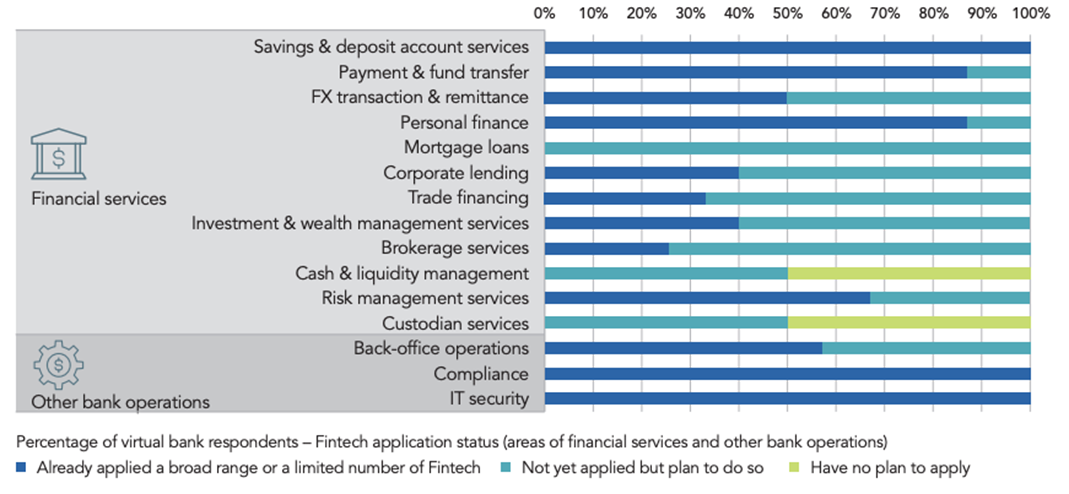 0% 10% 20% 30% 40% 50% 60% 70% 80% 90% 100%
Savings & deposit account services
Payment & fund transfer
FX transaction & remittance
Personal finance
Mortgage loans
Corporate lending
Trade financing
Investment & wealth management services
Brokerage services
Cash & liquidity management
Risk management services
Custodian services
$
Financial services
Back-office operations
Compliance
IT security
$
Other bank operations
Percentage of virtual bank respondents – Fintech application status (areas of financial services and other bank operations)
Already applied a broad range or a limited number of Fintech Not yet applied but plan to do so Have no plan to apply